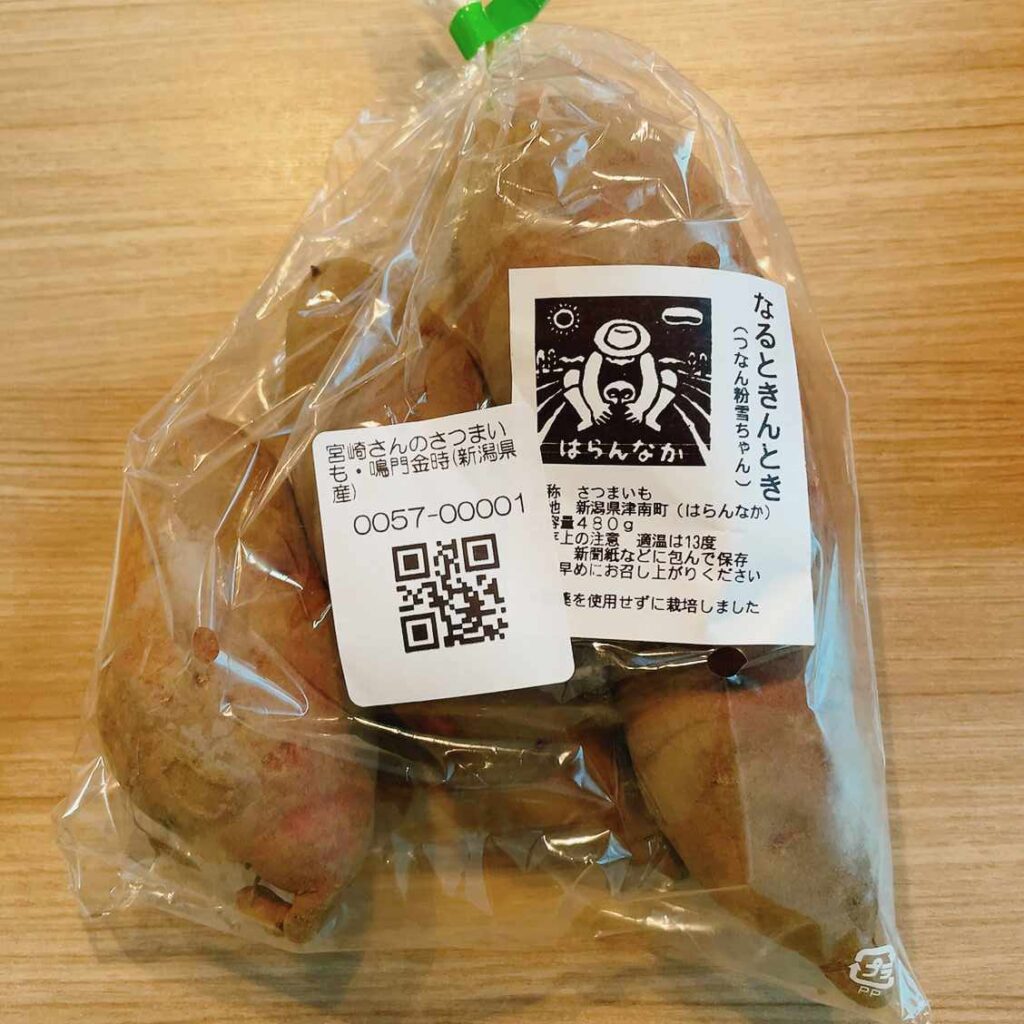 なるときんとき
(つなん粉雪ちゃん)
はらんなか
称 さつまいも
地 新潟県津南町(はらんなか)
容量480g
存上の注意 適温は13度
新聞紙などに包んで保存
早めにお召し上がりください
薬を使用せずに栽培しました
宮崎さんのさつまい
も・鳴門金時(新潟県
産)
0057-00001
プラ
PP